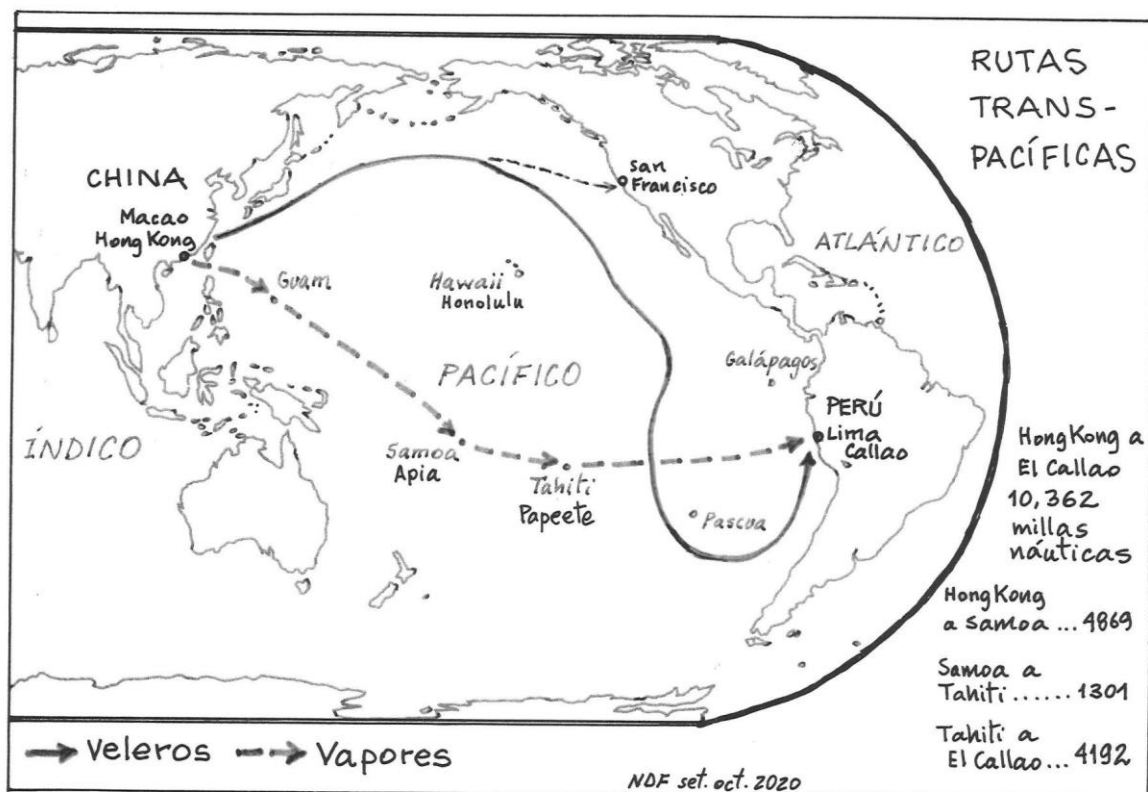 RUTAS
TRANS-
PACÍFICAS
CHINA
Macao
Hong Kong
San
Francisco
ATLÁNTICO
Guam
Hawaii
Honolulu
PACÍFICO
Galápagos
PERÚ
Lima
Callao
ÍNDICO
Samoa
Apia
Tahiti
Papeete
Pascua
Hong Kong a
El Callao
10,362
millas
náuticas
Hong Kong
a Samoa ... 4869
Samoa a
Tahiti ...... 1301
Tahiti a
El Callao ... 4192
Veleros
Vapores
NDF set. oct. 2020